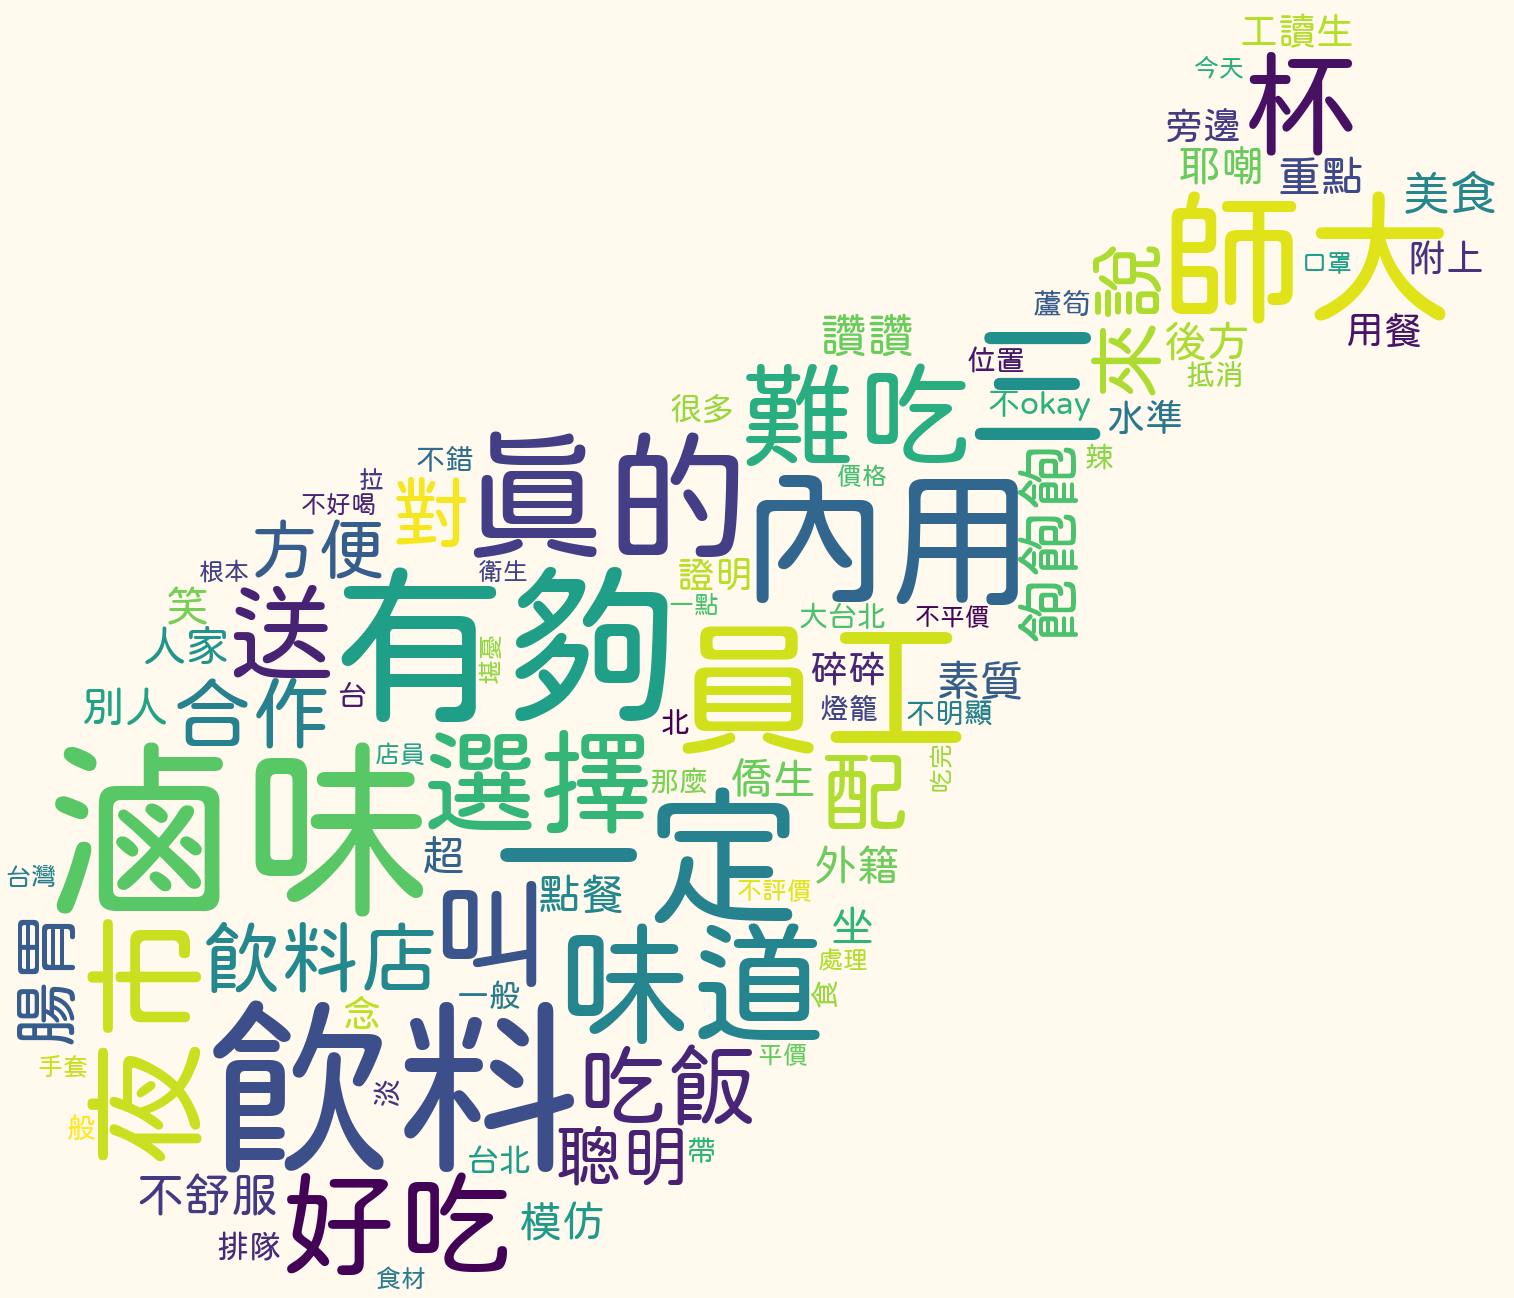 工讀生
今天
杯
旁邊
耶嘲
重點
美食
師大
口罩
附上
說來
蘆筍
用餐
後方
抵消
讚讚
位置
三
難吃
不okay
水準
很多
真的
不錯
辣
拉
不好喝
對
價格
內用
飽飽飽
方便
根本
衛生
證明
一點
大台北
不平價
笑
送
有夠
人家
堪憂
員工
碎碎
素質
台
燈籠
別人
合作
北
不明顯
滷味
店員
選擇
那麼
僑生
配
吃完
一定
超
台灣
點餐
外籍
不評價
叫
坐
腸胃
夜市
飲料店
味道
處理
一般
食
念
飲料
手套
淡
吃飯
平價
般
聰明
帶
台北
不舒服
好吃
模仿
排隊
食材